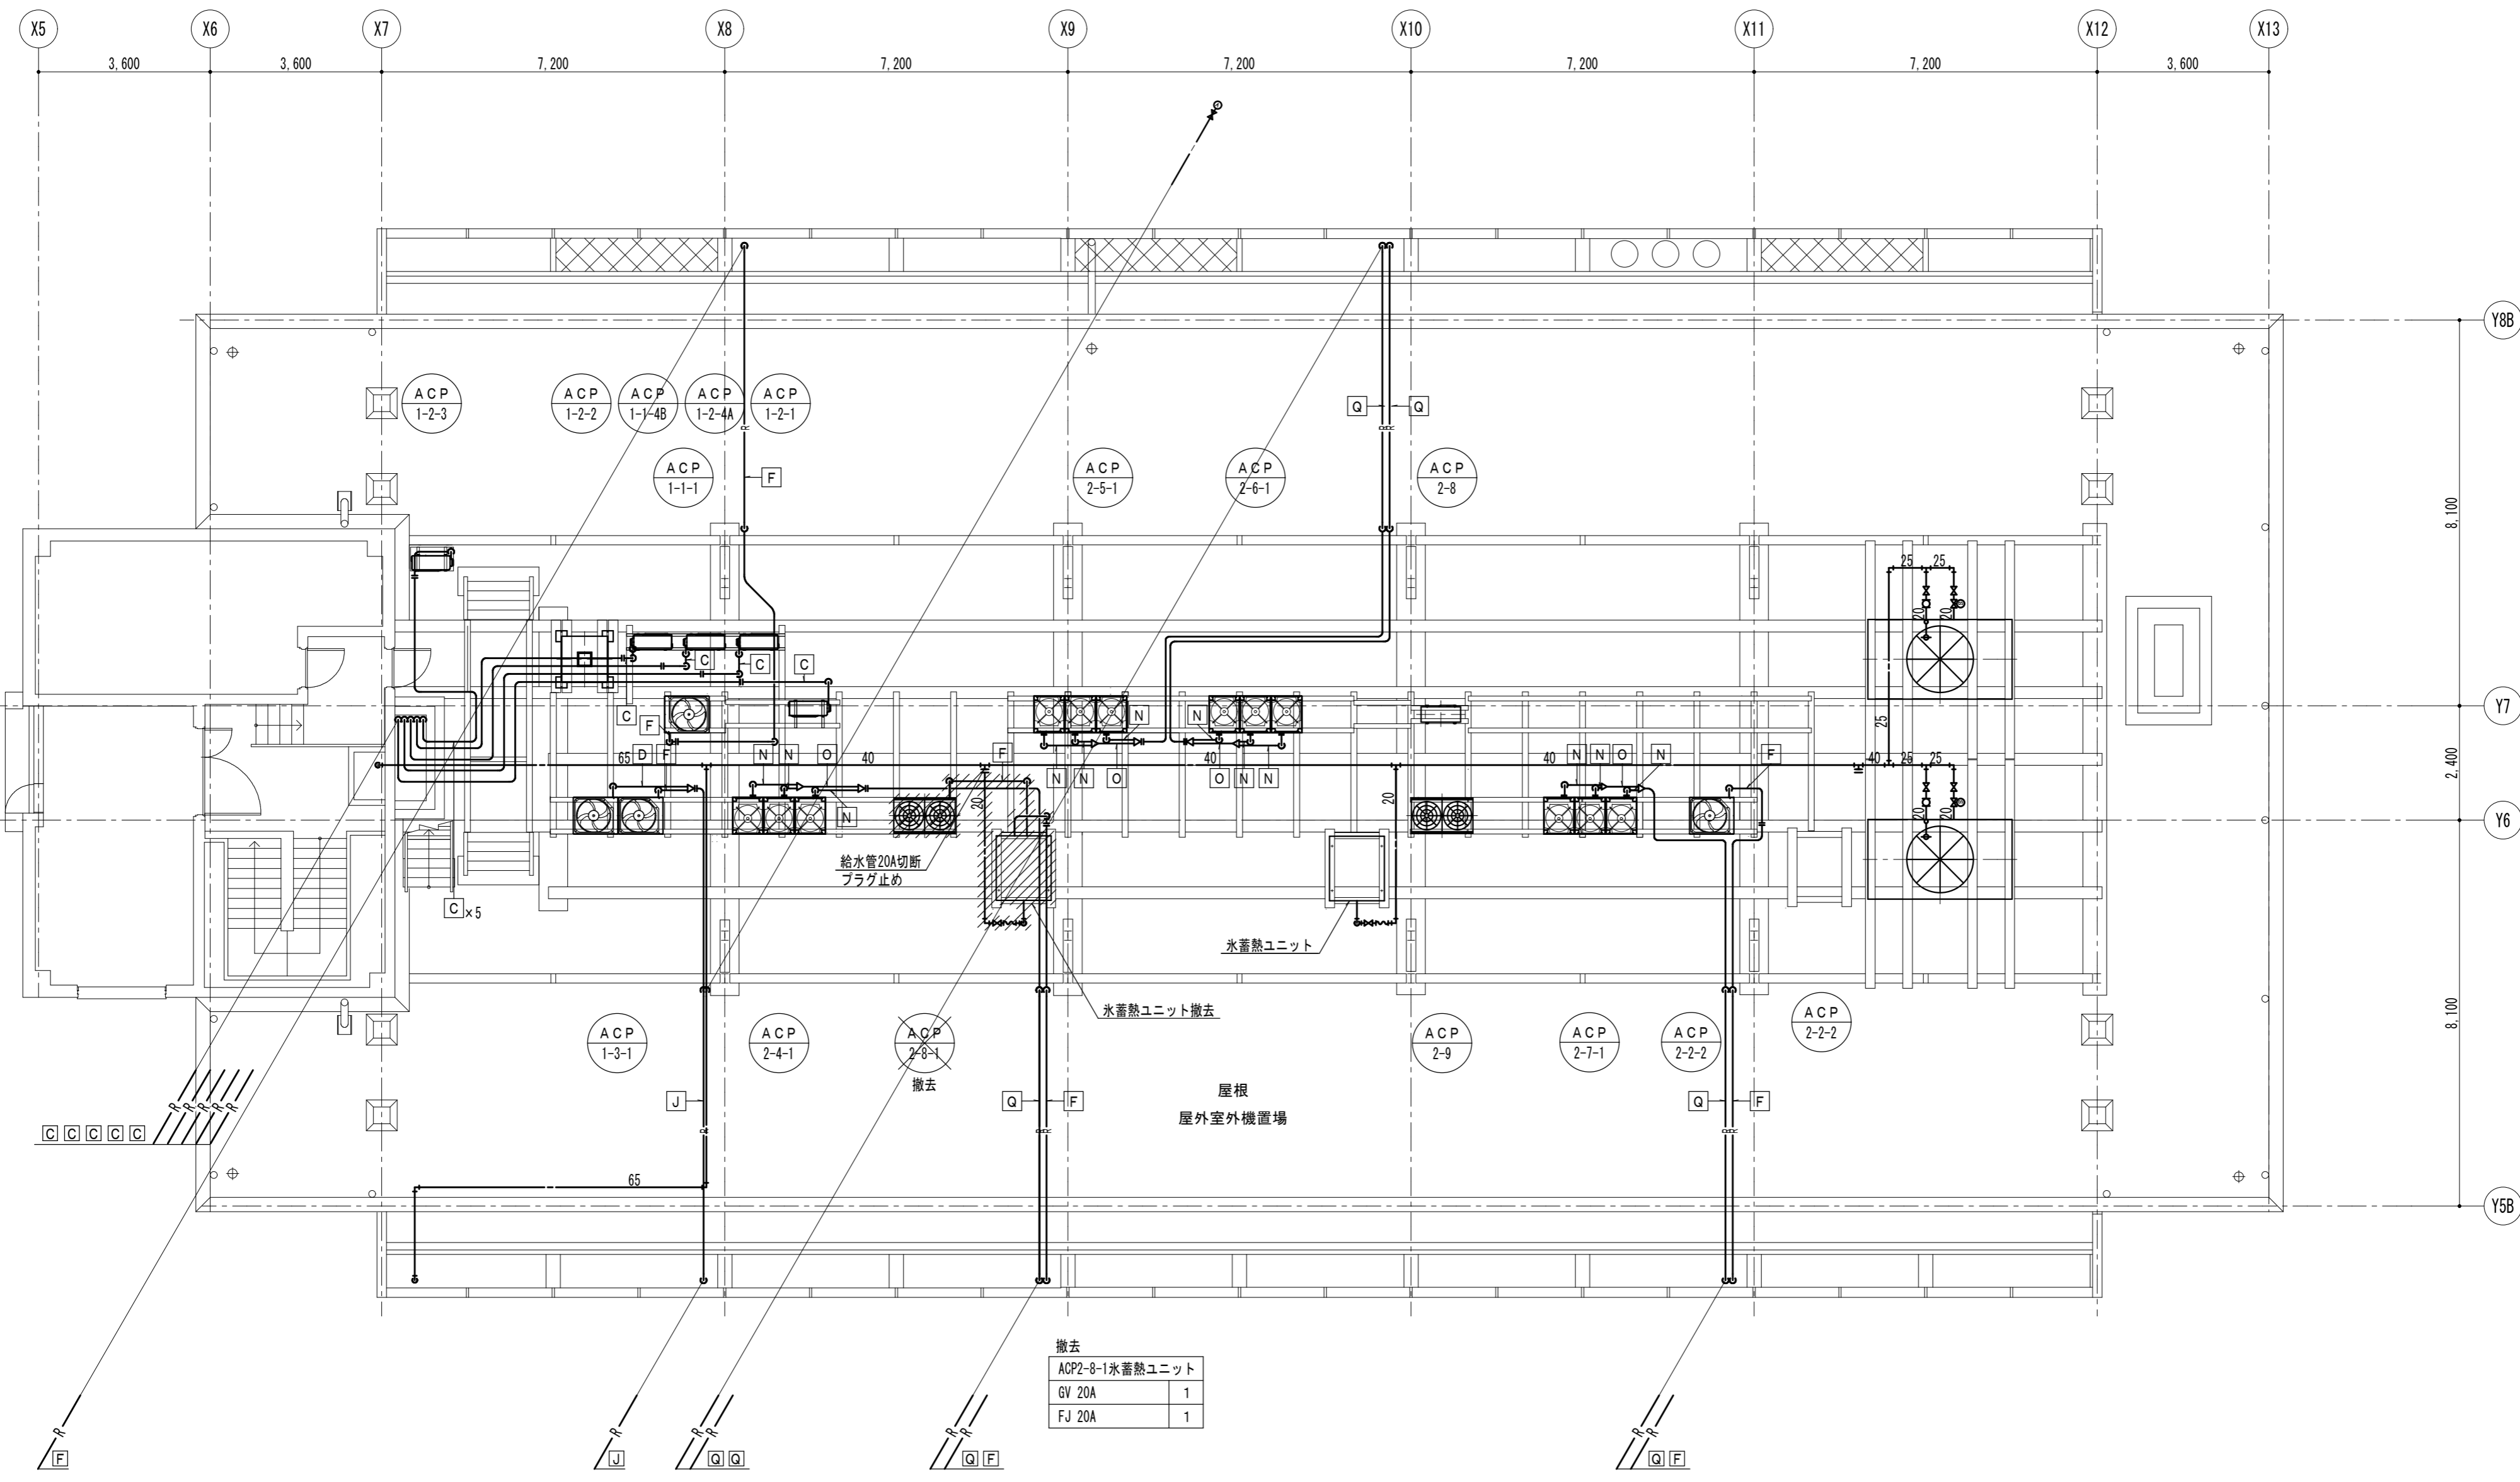 X5
X6
X7
X8
X9
X10
X11
X12
X13
3,600
3,600
7,200
7,200
7,200
7,200
7,200
3,600
Y8B
ACP
1-2-3
ACP
1-2-2
ACP
1-1-4B
ACP
1-2-4A
ACP
1-2-1
Q
Q
R
R
R
ACP
1-1-1
F
ACP
2-5-1
ACP
2-6-1
ACP
2-8
8,100
25
25
20
20
C
C
C
C
F
N
N
Y7
25
65
D
F
N
N
O
40
F
N
N
O
40
O
N
N
40
N
N
O
N
F
40
25
25
2,400
20
20
20
20
N
Y6
給水管20A切断
プラグ止め
C×5
氷蓄熱ユニット
氷蓄熱ユニット撤去
8,100
ACP
1-3-1
ACP
2-4-1
ACP
2-8-1
撤去
ACP
2-9
ACP
2-7-1
ACP
2-2-2
ACP
2-2-2
J
Q
F
屋根
屋外室外機置場
Q
F
R
R
R
R
R
R
R
R
R
R
C C C C C
65
Y5B
撤去
ACP2-8-1氷蓄熱ユニット
GV 20A 1
FJ 20A 1
R
F
R
J
R
R
Q Q
R
R
Q F
R
R
Q F